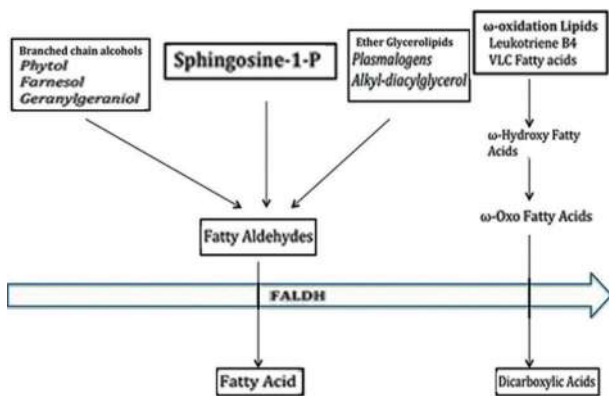 Branched chain alcohols
Phytol
Farnesol
Geranylgeraniol
Sphingosine-1-P
Ether Glycerolipids
Plasmalogens
Alkyl-diacylglycerol
ω-oxidation Lipids
Leukotriene B4
VLC Fatty acids
ω-Hydroxy Fatty
Acids
ω-Oxo Fatty Acids
Fatty Aldehydes
FALDH
Fatty Acid
Dicarboxylic Acids